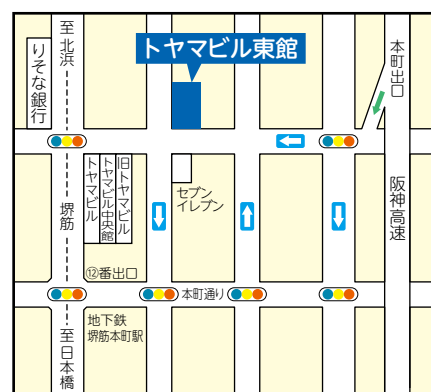 至北浜
りそな銀行
トヤマビル東館
本町出口
阪神高速
堺筋
トヤマビル
トヤマビル中央館
旧トヤマビル
セブン
イレブン
⑫番出口
本町通り
地下鉄
堺筋本町駅
至日本橋